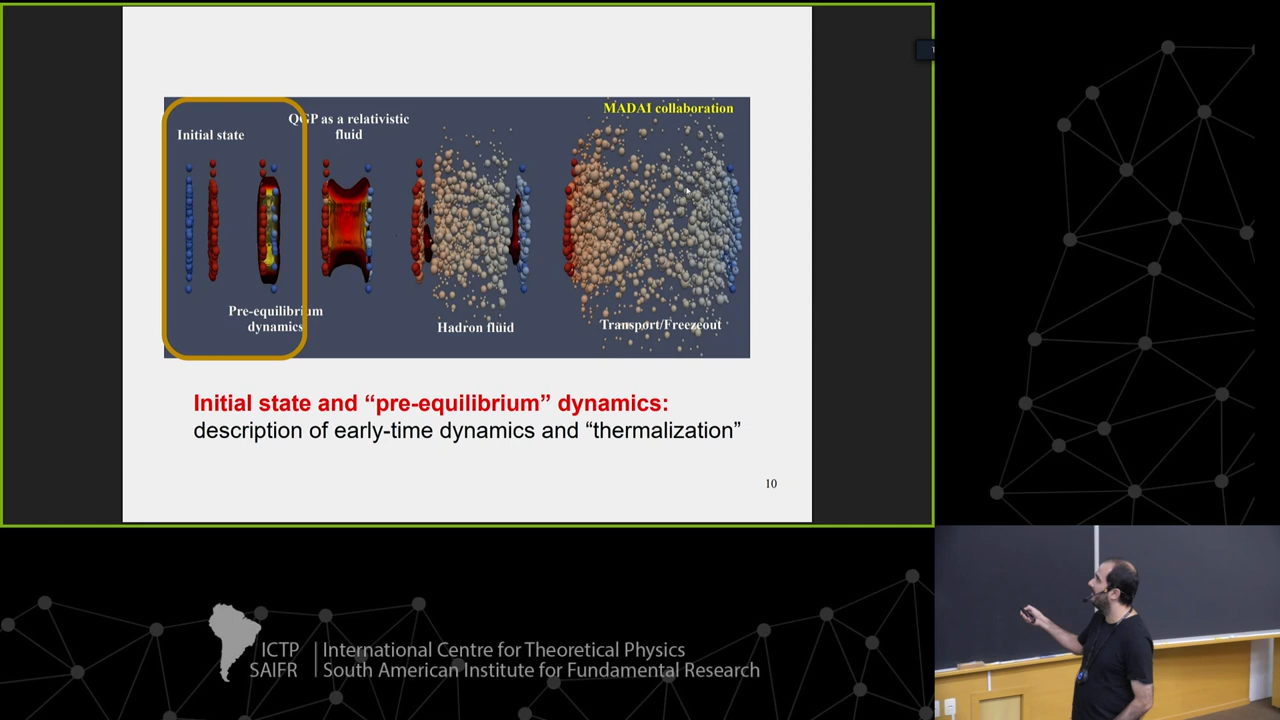 MADAI collaboration
QGP as a relativistic
fluid
Initial state
Pre-equilibrium
dynamics
Hadron fluid
Transport/Freezeout
Initial state and “pre-equilibrium” dynamics:
description of early-time dynamics and “thermalization”
10
ICTP
SAIFR
International Centre for Theoretical Physics
South American Institute for Fundamental Research